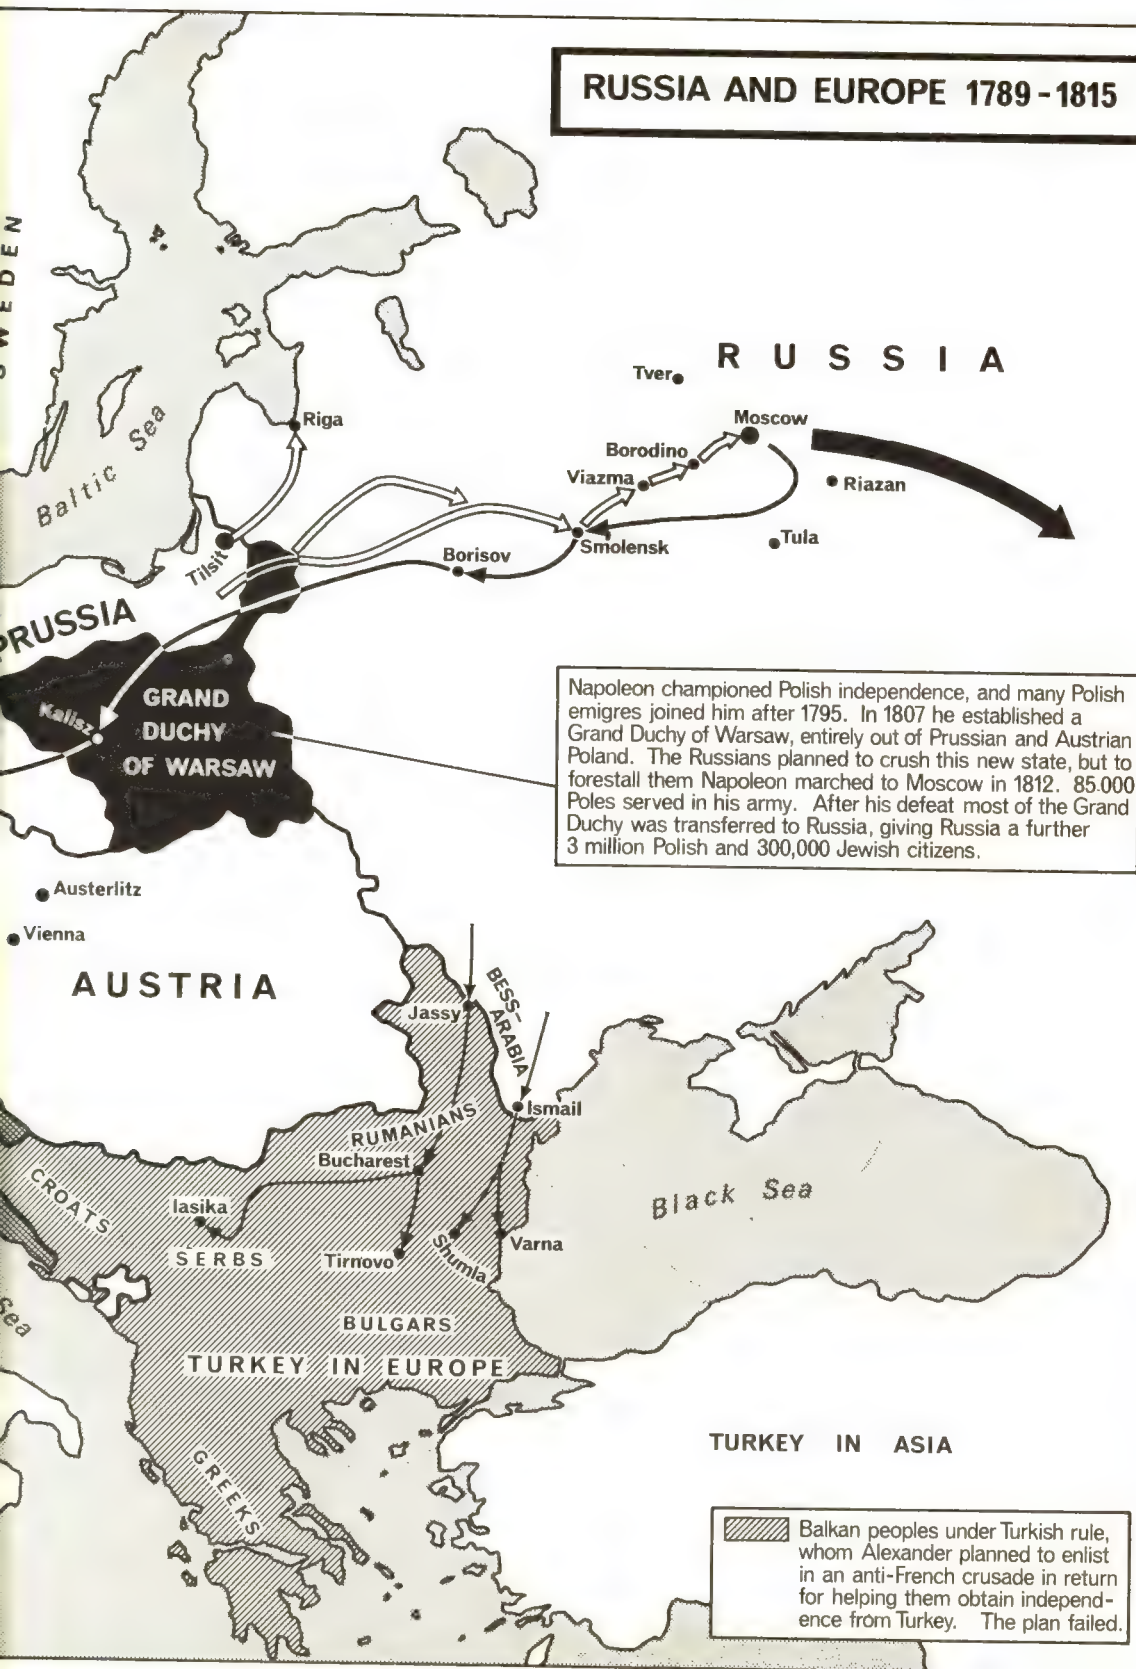 RUSSIA AND EUROPE 1789-1815
SWEDEN
RUSSIA
Tver
Moscow
Riga
Borodino
Viazma
Riazan
Baltic Sea
Tula
Smolensk
Borisov
Tilsit
PRUSSIA
GRAND
DUCHY
OF WARSAW
Kalisz
Napoleon championed Polish independence, and many Polish
emigres joined him after 1795. In 1807 he established a
Grand Duchy of Warsaw, entirely out of Prussian and Austrian
Poland. The Russians planned to crush this new state, but to
forestall them Napoleon marched to Moscow in 1812. 85.000
Poles served in his army. After his defeat most of the Grand
Duchy was transferred to Russia, giving Russia a further
3 million Polish and 300,000 Jewish citizens.
Austerlitz
Vienna
AUSTRIA
BESS-
ARABIA
Jassy
Ismail
RUMANIANS
Bucharest
CROATS
Iasika
SERBS
Tirnovo
Shumla
Varna
Black Sea
Sea
BULGARS
TURKEY IN EUROPE
GREEKS
TURKEY IN ASIA
Balkan peoples under Turkish rule,
whom Alexander planned to enlist
in an anti-French crusade in return
for helping them obtain independ-
ence from Turkey. The plan failed.